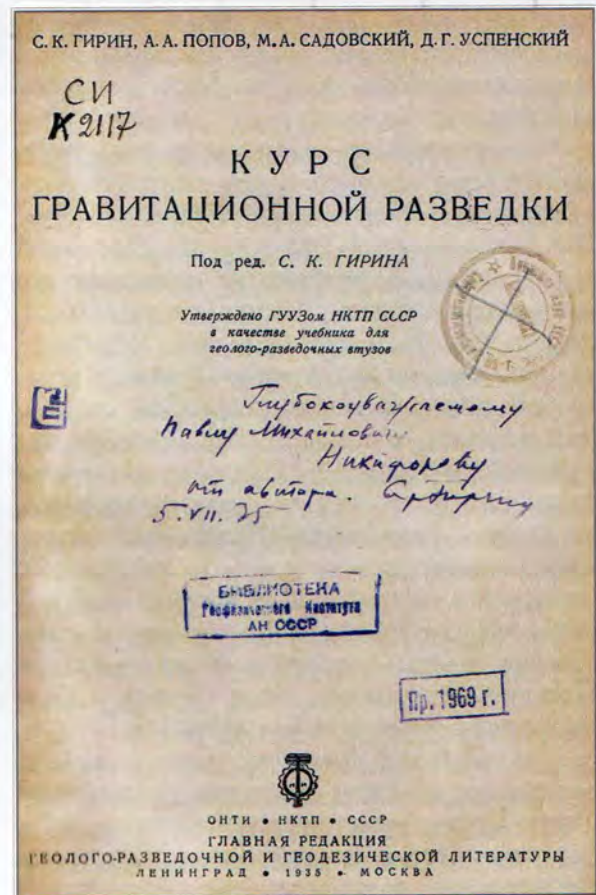 С. К. ГИРИН, А. А. ПОПОВ, М. А. САДОВСКИЙ, Д. Г. УСПЕНСКИЙ
СИ
К2117
КУРС
ГРАВИТАЦИОННОЙ РАЗВЕДКИ
Под ред. С. К. ГИРИНА
Утверждено ГУУЗом НКТП СССР
в качестве учебника для
геолого-разведочных втузов
Пр.
Глубокоуважаемому
Павлу Михайловичу
Никифорову
от автора.
5.VII.35
БИБЛИОТЕКА
Геофизического Института
АН СССР
Пр. 1969 г.
ОНТИ • НКТП • СССР
ГЛАВНАЯ РЕДАКЦИЯ
ГЕОЛОГО-РАЗВЕДОЧНОЙ И ГЕОДЕЗИЧЕСКОЙ ЛИТЕРАТУРЫ
ЛЕНИНГРАД • 1935 • МОСКВА